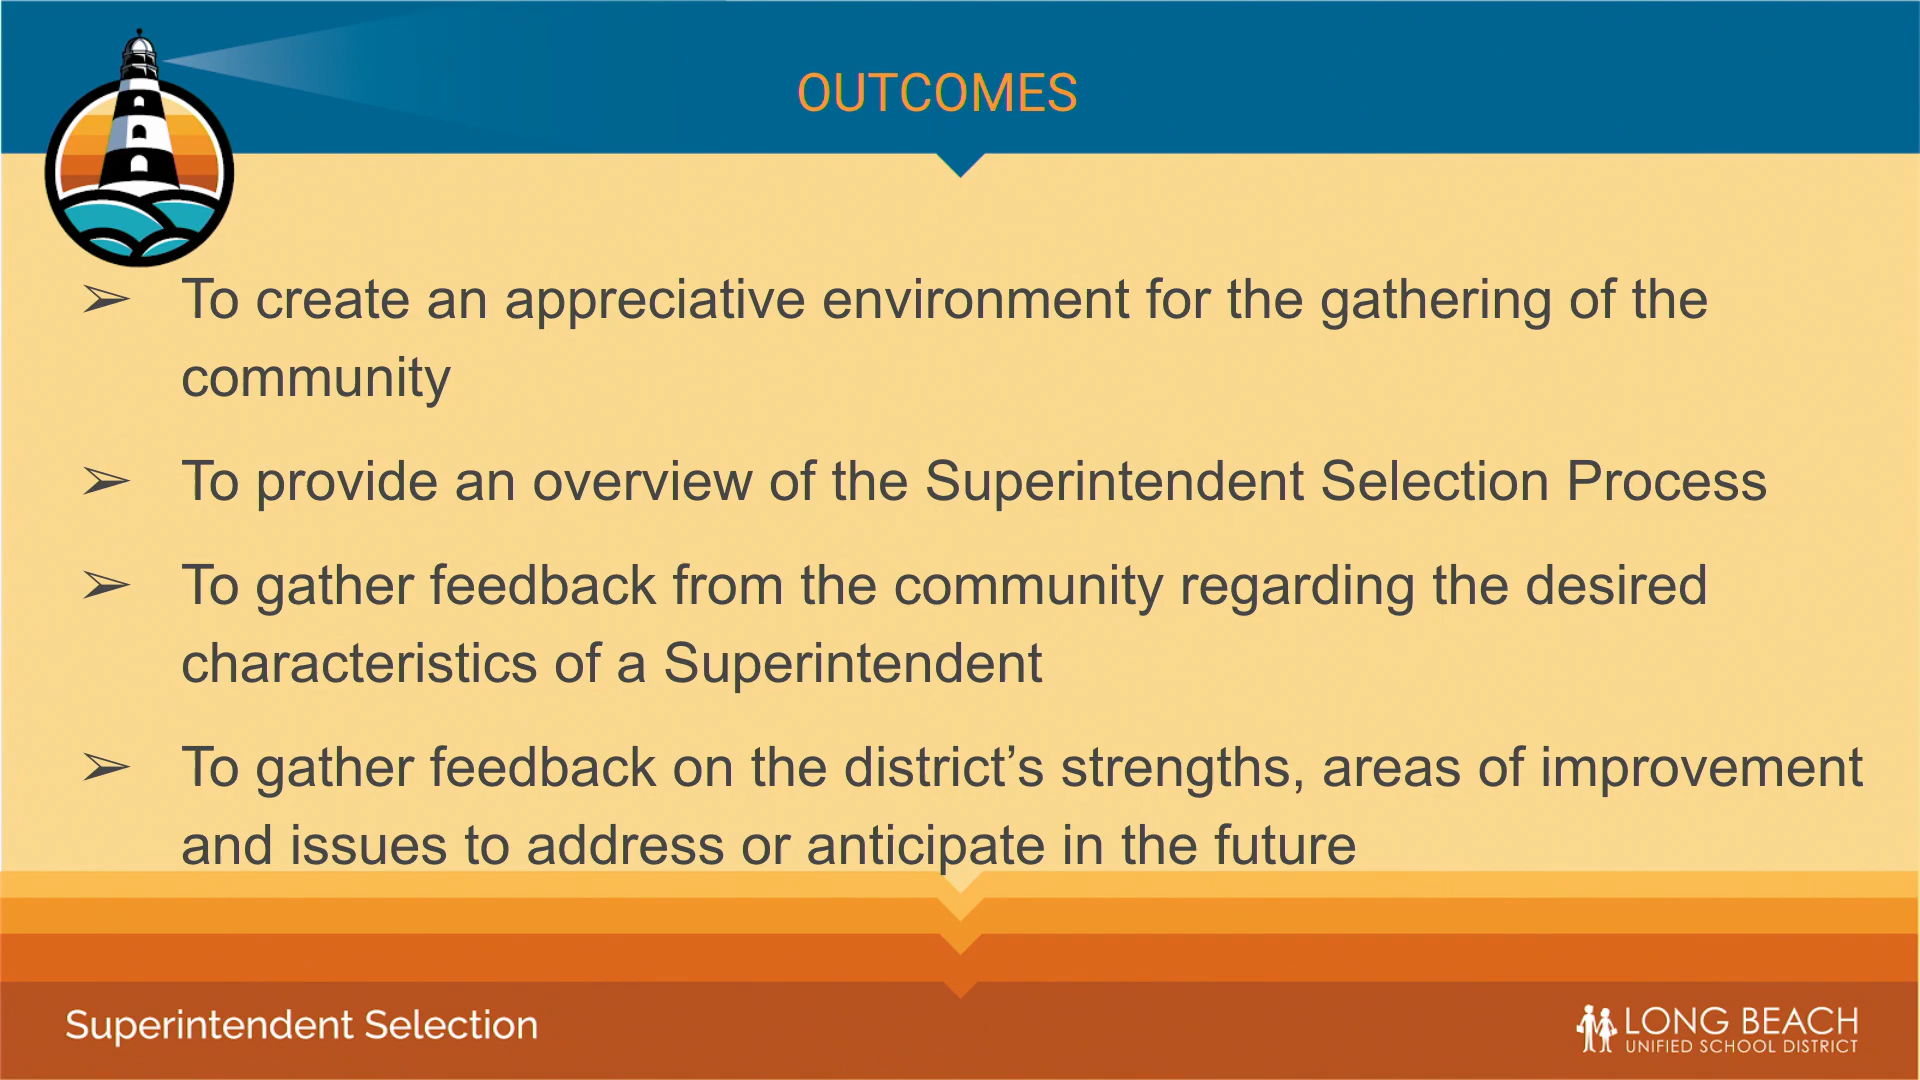 OUTCOMES
➢ To create an appreciative environment for the gathering of the
community
➢ To provide an overview of the Superintendent Selection Process
➢ To gather feedback from the community regarding the desired
characteristics of a Superintendent
➢ To gather feedback on the district’s strengths, areas of improvement
and issues to address or anticipate in the future
Superintendent Selection
LONG BEACH
UNIFIED SCHOOL DISTRICT